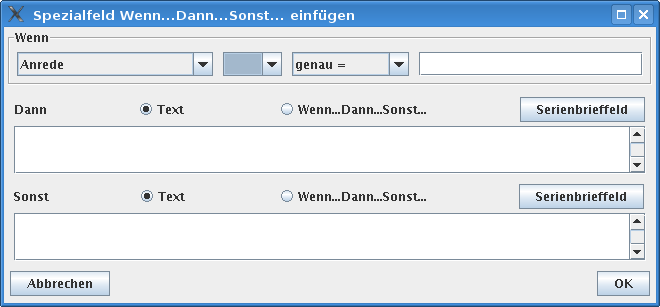 Spezialfeld Wenn...Dann...Sonst... einfügen
Wenn
Anrede genau =
Dann Text Wenn...Dann...Sonst... Serienbrieffeld
Sonst Text Wenn...Dann...Sonst... Serienbrieffeld
Abbrechen OK